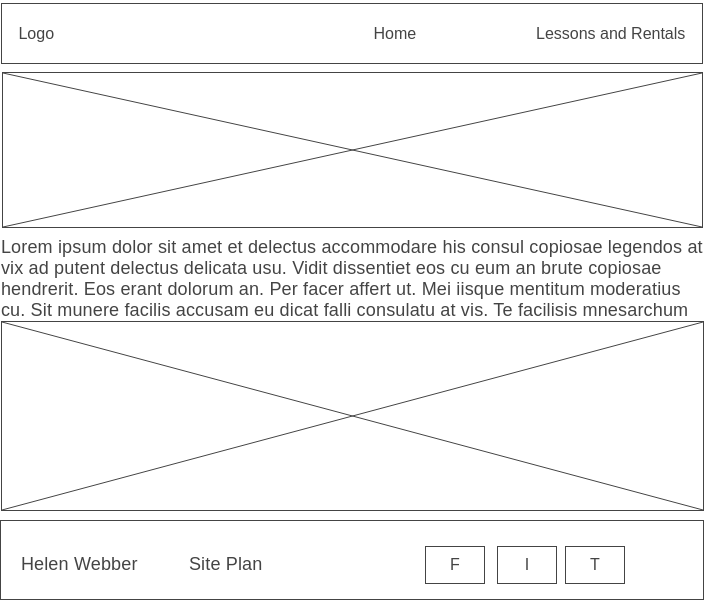 Logo Home Lessons and Rentals
Lorem ipsum dolor sit amet et delectus accommodare his consul copiosae legendos at
vix ad putent delectus delicata usu. Vidit dissentiet eos cu eum an brute copiosae
hendrerit. Eos erant dolorum an. Per facer affert ut. Mei iisque mentitum moderatius
cu. Sit munere facilis accusam eu dicat falli consulatu at vis. Te facilisis mnesarchum
Helen Webber Site Plan F I T